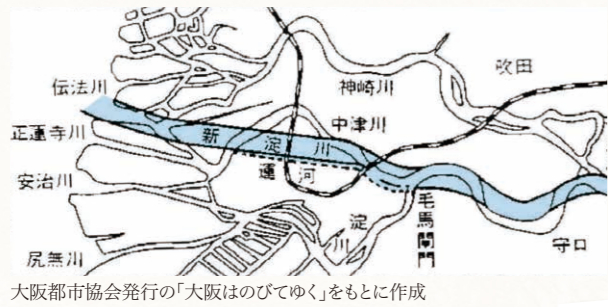 吹田
伝法川
神崎川
中津川
正蓮寺川
新淀川
運河
安治川
淀川
毛馬閘門
守口
尻無川
大阪都市協会発行の「大阪はのびてゆく」をもとに作成